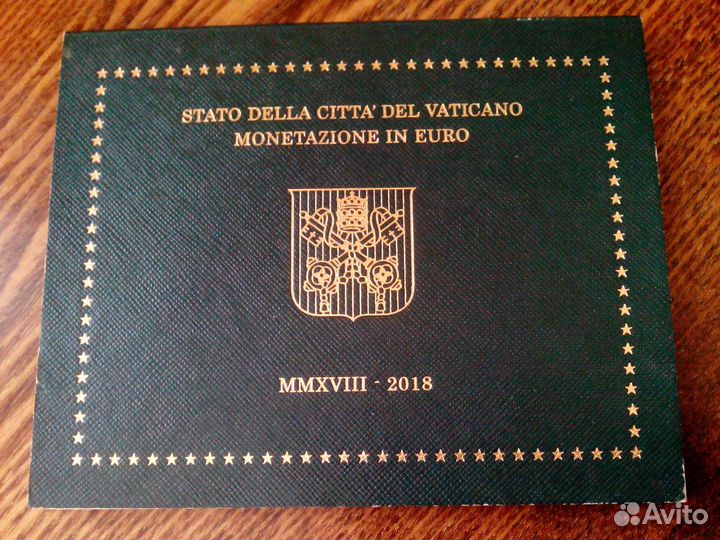 STATO DELLA CITTA' DEL VATICANO
MONETAZIONE IN EURO
MMXVIII - 2018
Avito